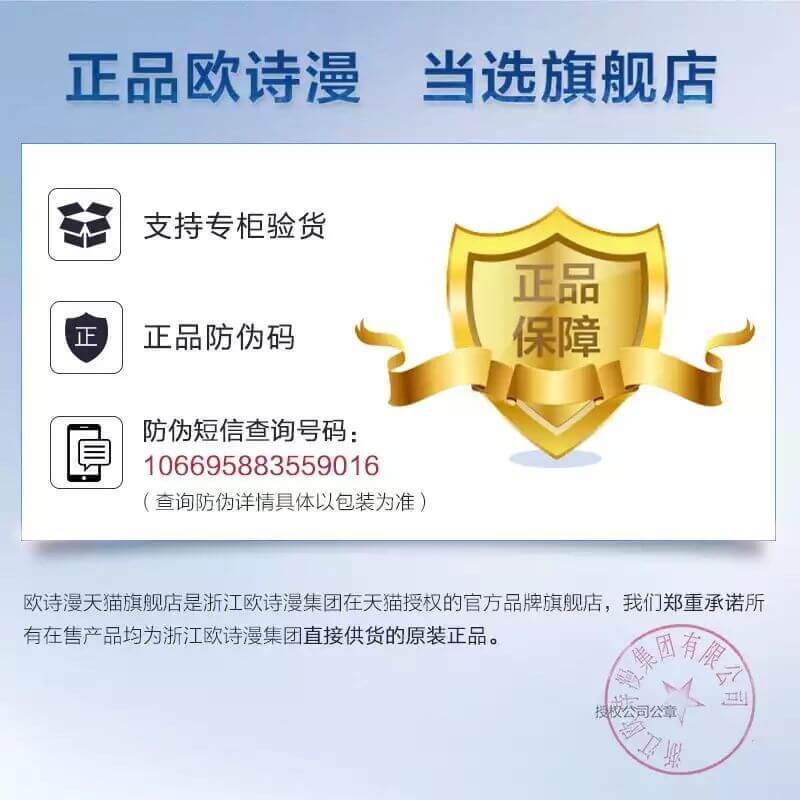 正品欧诗漫 当选旗舰店
支持专柜验货
正
正品防伪码
防伪短信查询号码：
106695883559016
（查询防伪详情具体以包装为准）
正品
保障
欧诗漫天猫旗舰店是浙江欧诗漫集团在天猫授权的官方品牌旗舰店，我们郑重承诺所
有在售产品均为浙江欧诗漫集团直接供货的原装正品。
浙江欧诗漫集团有限公司
授权公司公章